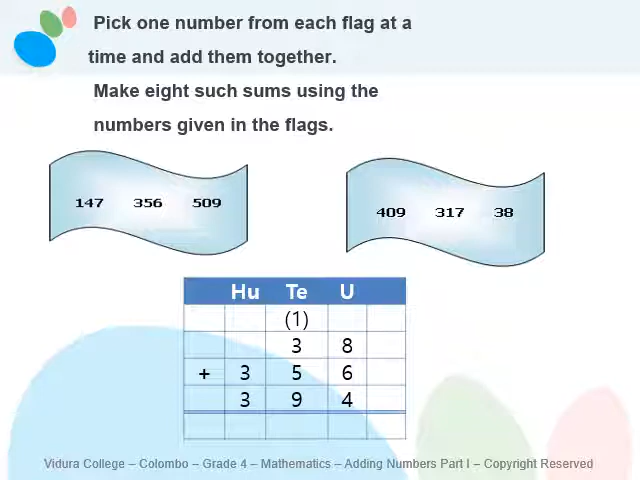 Pick one number from each flag at a
time and add them together.
Make eight such sums using the
numbers given in the flags.
147 356 509
409 317 38
Hu Te U
(1)
3 8
+ 3 5 6
3 9 4
Vidura College – Colombo – Grade 4 – Mathematics – Adding Numbers Part I – Copyright Reserved